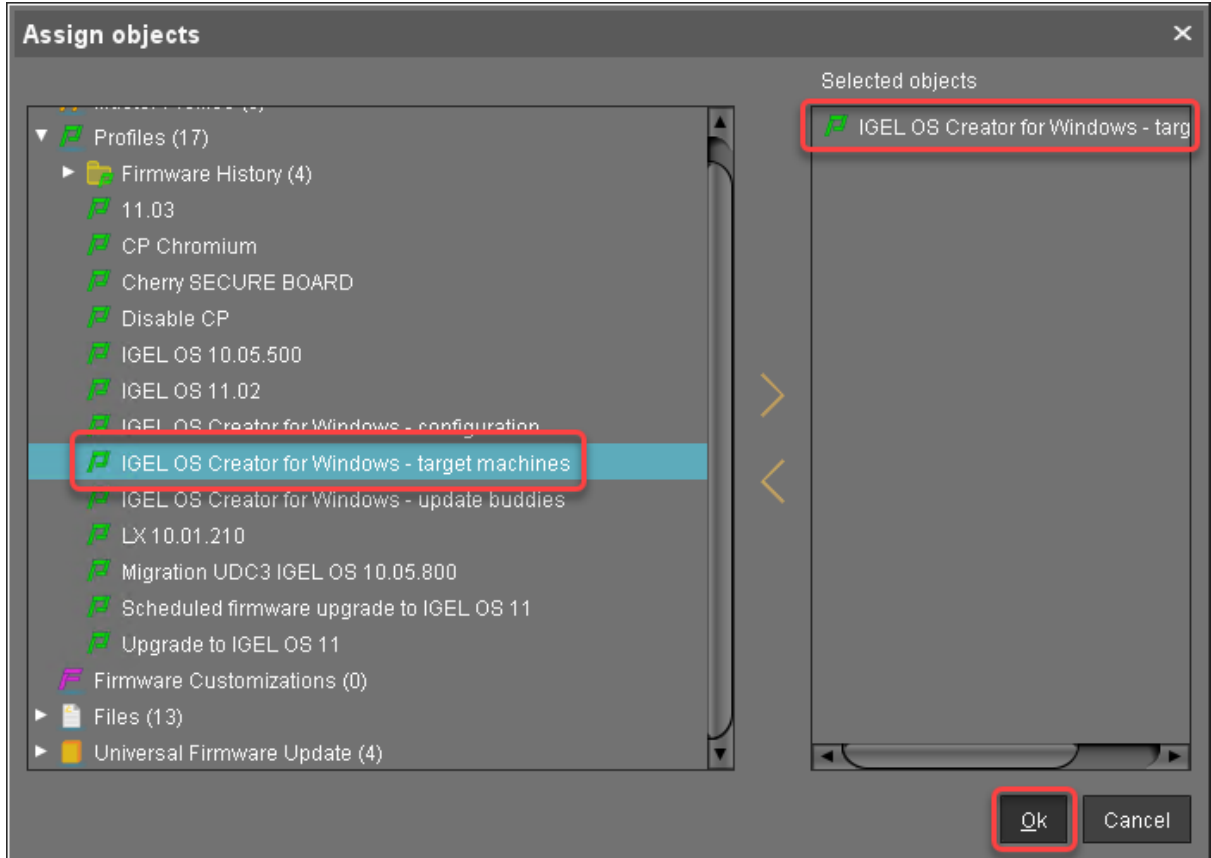 Assign objects
Selected objects
Profiles (17)
Firmware History (4)
11.03
CP Chromium
Cherry SECURE BOARD
Disable CP
IGEL OS 10.05.500
IGEL OS 11.02
IGEL OS Creator for Windows - configuration
IGEL OS Creator for Windows - target machines
IGEL OS Creator for Windows - update buddies
LX 10.01.210
Migration UDC3 IGEL OS 10.05.800
Scheduled firmware upgrade to IGEL OS 11
Upgrade to IGEL OS 11
Firmware Customizations (0)
Files (13)
Universal Firmware Update (4)
IGEL OS Creator for Windows - targ
Ok
Cancel